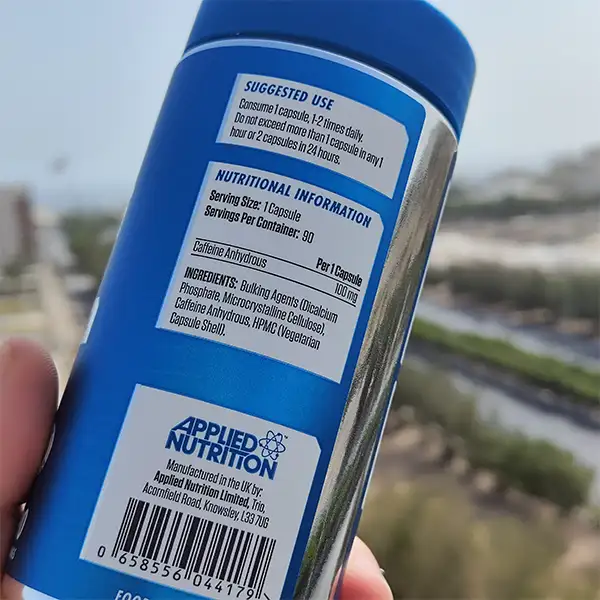 SUGGESTED USE
Consume 1 capsule, 1-2 times daily.
Do not exceed more than 1 capsule in any 1
hour or 2 capsules in 24 hours.
NUTRITIONAL INFORMATION
Serving Size: 1 Capsule
Servings Per Container: 90
Per 1 Capsule
Caffeine Anhydrous 100 mg
INGREDIENTS: Bulking Agents (Dicalcium
Phosphate, Microcrystalline Cellulose),
Caffeine Anhydrous, HPMC (Vegetarian
Capsule Shell).
APPLIED
NUTRITION™
Manufactured in the UK by:
Applied Nutrition Limited, Trio,
Acornfield Road, Knowsley, L33 7UG
0 658556 044179 >